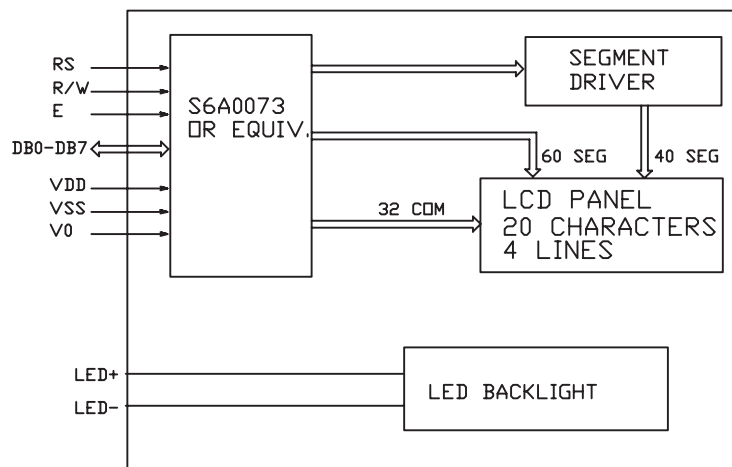 RS
R/W
E
DB0-DB7
VDD
VSS
V0
S6A0073
OR EQUIV.
SEGMENT
DRIVER
60 SEG
40 SEG
32 COM
LCD PANEL
20 CHARACTERS
4 LINES
LED+
LED-
LED BACKLIGHT